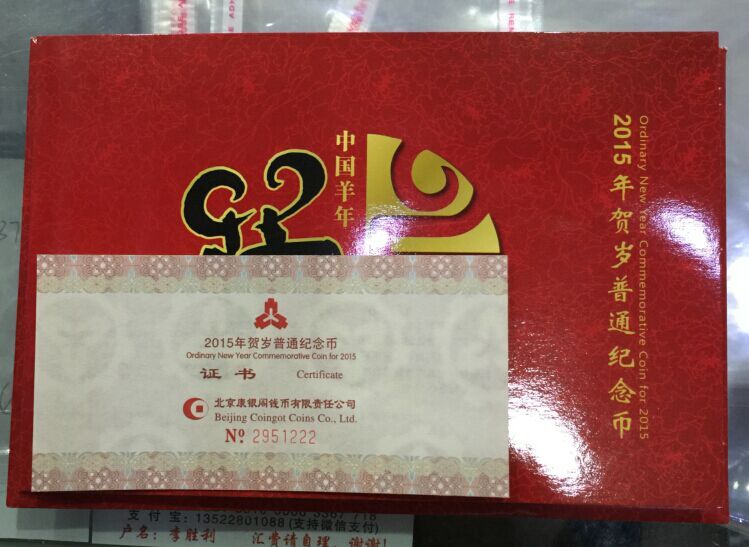 中国羊年
2015年贺岁普通纪念币
Ordinary New Year Commemorative Coin for 2015
2015年贺岁普通纪念币
Ordinary New Year Commemorative Coin for 2015
证书 Certificate
北京康银阁钱币有限责任公司
Beijing Coingot Coins Co., Ltd.
№ 2951222
支付宝:13522801088(支持微信支付)
户名:李胜利 汇费请自理 谢谢!